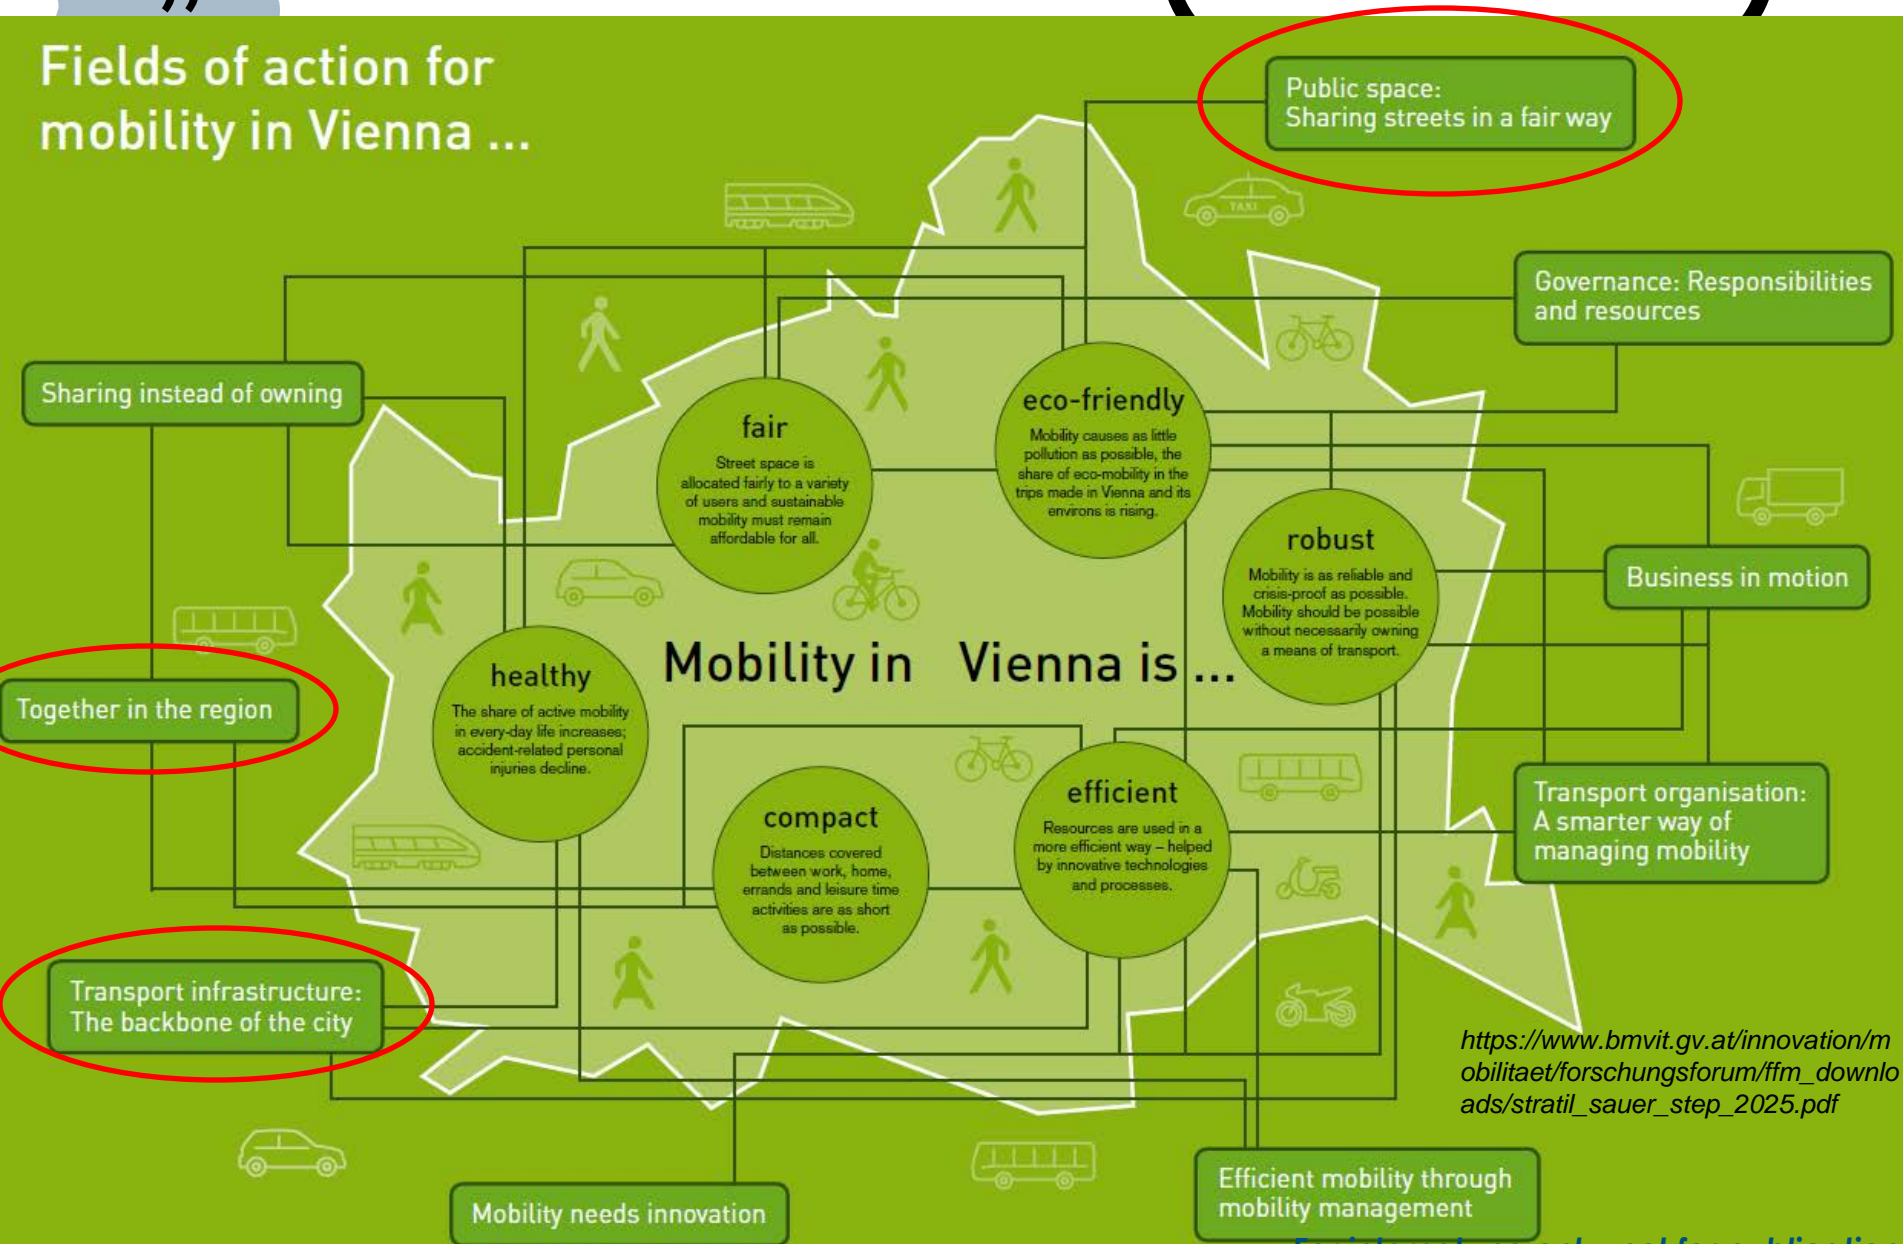 Fields of action for
mobility in Vienna ...
Public space:
Sharing streets in a fair way
TAXI
Governance: Responsibilities
and resources
Sharing instead of owning
fair
Street space is
allocated fairly to a variety
of users and sustainable
mobility must remain
affordable for all.
eco-friendly
Mobility causes as little
pollution as possible, the
share of eco-mobility in the
trips made in Vienna and its
environs is rising.
robust
Mobility is as reliable and
crisis-proof as possible.
Mobility should be possible
without necessarily owning
a means of transport.
Business in motion
Mobility in Vienna is ...
healthy
The share of active mobility
in every-day life increases;
accident-related personal
injuries decline.
Together in the region
compact
Distances covered
between work, home,
errands and leisure time
activities are as short
as possible.
efficient
Resources are used in a
more efficient way – helped
by innovative technologies
and processes.
Transport organisation:
A smarter way of
managing mobility
Transport infrastructure:
The backbone of the city
https://www.bmvit.gv.at/innovation/m
obilitaet/forschungsforum/ffm_downlo
ads/stratil_sauer_step_2025.pdf
Mobility needs innovation
Efficient mobility through
mobility management